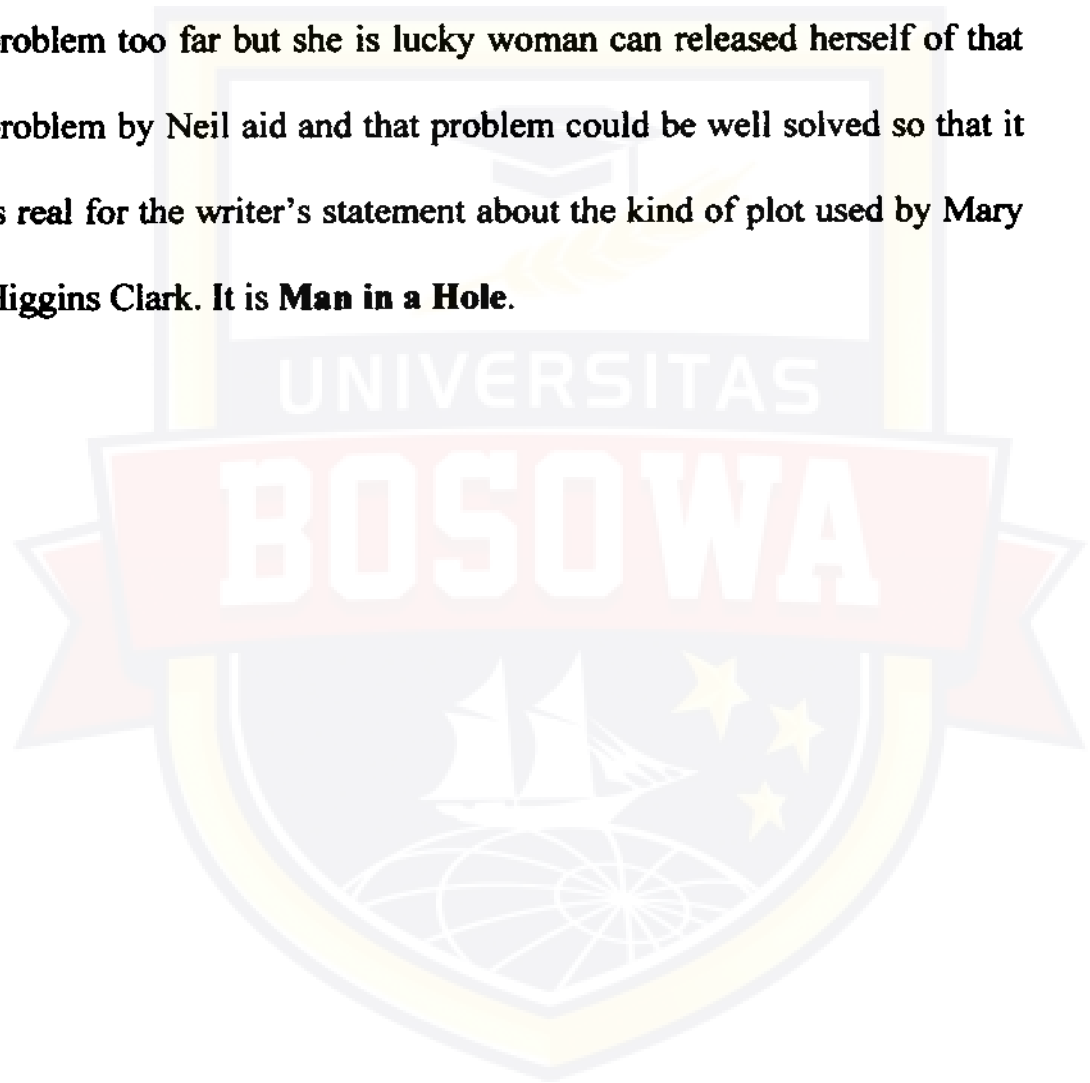 roblem too far but she is lucky woman can released herself of that
roblem by Neil aid and that problem could be well solved so that it
s real for the writer's statement about the kind of plot used by Mary
Higgins Clark. It is Man in a Hole.
UNIVERSITAS
BOSOWA